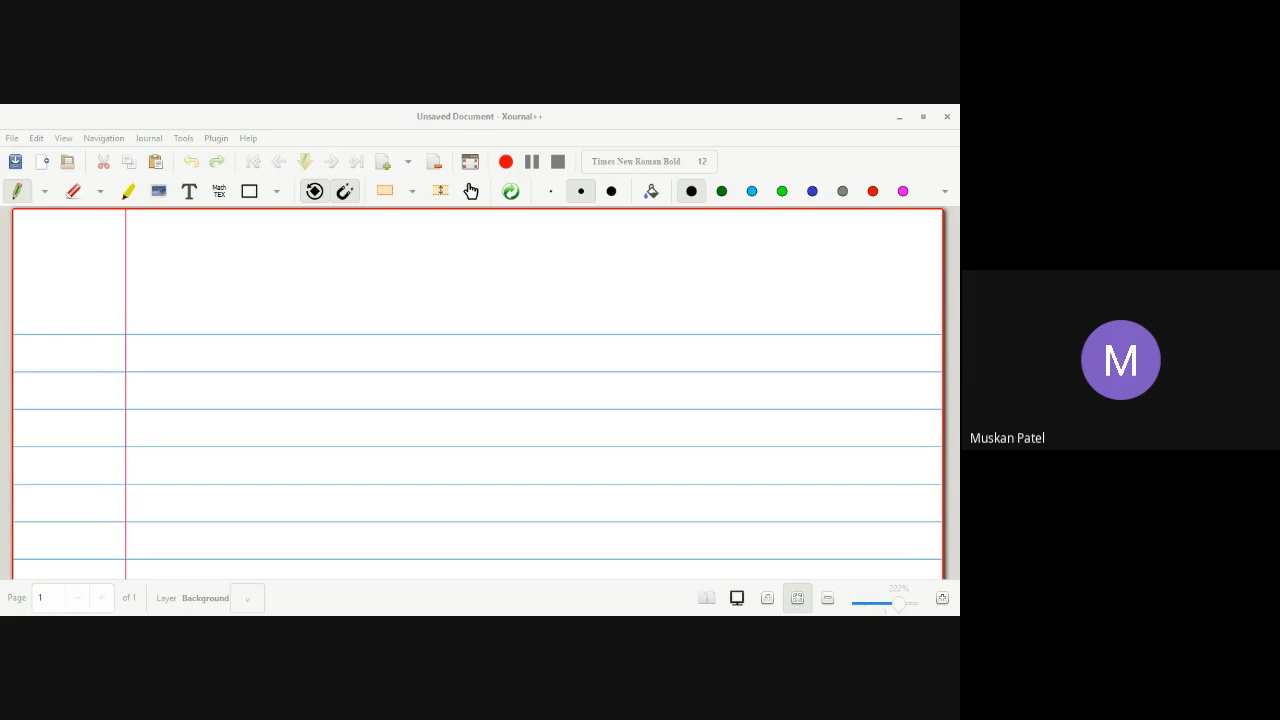 Unsaved Document - Xournal++
File Edit View Navigation Journal Tools Plugin Help
Times New Roman Bold 12
T Math TEX
M
Muskan Patel
Page 1 of 1 Layer Background 222%